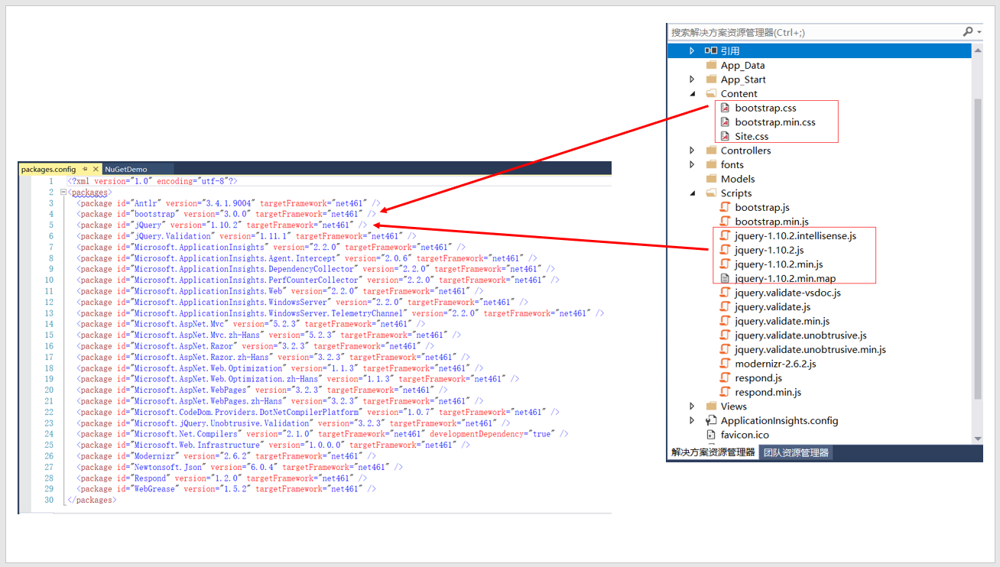 packages.config
NuGetDemo
1 <?xml version="1.0" encoding="utf-8"?>
2 <packages>
3 <package id="Antlr" version="3.4.1.9004" targetFramework="net461" />
4 <package id="bootstrap" version="3.0.0" targetFramework="net461" />
5 <package id="jQuery" version="1.10.2" targetFramework="net461" />
6 <package id="jQuery.Validation" version="1.11.1" targetFramework="net461" />
7 <package id="Microsoft.ApplicationInsights" version="2.2.0" targetFramework="net461" />
8 <package id="Microsoft.ApplicationInsights.Agent.Intercept" version="2.0.6" targetFramework="net461" />
9 <package id="Microsoft.ApplicationInsights.DependencyCollector" version="2.2.0" targetFramework="net461" />
10 <package id="Microsoft.ApplicationInsights.PerfCounterCollector" version="2.2.0" targetFramework="net461" />
11 <package id="Microsoft.ApplicationInsights.Web" version="2.2.0" targetFramework="net461" />
12 <package id="Microsoft.ApplicationInsights.WindowsServer" version="2.2.0" targetFramework="net461" />
13 <package id="Microsoft.ApplicationInsights.WindowsServer.TelemetryChannel" version="2.2.0" targetFramework="net461" />
14 <package id="Microsoft.AspNet.Mvc" version="5.2.3" targetFramework="net461" />
15 <package id="Microsoft.AspNet.Mvc.zh-Hans" version="5.2.3" targetFramework="net461" />
16 <package id="Microsoft.AspNet.Razor" version="3.2.3" targetFramework="net461" />
17 <package id="Microsoft.AspNet.Razor.zh-Hans" version="3.2.3" targetFramework="net461" />
18 <package id="Microsoft.AspNet.Web.Optimization" version="1.1.3" targetFramework="net461" />
19 <package id="Microsoft.AspNet.Web.Optimization.zh-Hans" version="1.1.3" targetFramework="net461" />
20 <package id="Microsoft.AspNet.WebPages" version="3.2.3" targetFramework="net461" />
21 <package id="Microsoft.AspNet.WebPages.zh-Hans" version="3.2.3" targetFramework="net461" />
22 <package id="Microsoft.CodeDom.Providers.DotNetCompilerPlatform" version="1.0.7" targetFramework="net461" />
23 <package id="Microsoft.jQuery.Unobtrusive.Validation" version="3.2.3" targetFramework="net461" />
24 <package id="Microsoft.Net.Compilers" version="2.1.0" targetFramework="net461" developmentDependency="true" />
25 <package id="Microsoft.Web.Infrastructure" version="1.0.0.0" targetFramework="net461" />
26 <package id="Modernizr" version="2.6.2" targetFramework="net461" />
27 <package id="Newtonsoft.Json" version="6.0.4" targetFramework="net461" />
28 <package id="Respond" version="1.2.0" targetFramework="net461" />
29 <package id="WebGrease" version="1.5.2" targetFramework="net461" />
30 </packages>
搜索解决方案资源管理器(Ctrl+;)
引用
App_Data
App_Start
Content
bootstrap.css
bootstrap.min.css
Site.css
Controllers
fonts
Models
Scripts
bootstrap.js
bootstrap.min.js
jquery-1.10.2.intellisense.js
jquery-1.10.2.js
jquery-1.10.2.min.js
jquery-1.10.2.min.map
jquery.validate-vsdoc.js
jquery.validate.js
jquery.validate.min.js
jquery.validate.unobtrusive.js
jquery.validate.unobtrusive.min.js
modernizr-2.6.2.js
respond.js
respond.min.js
Views
ApplicationInsights.config
favicon.ico
解决方案资源管理器 团队资源管理器